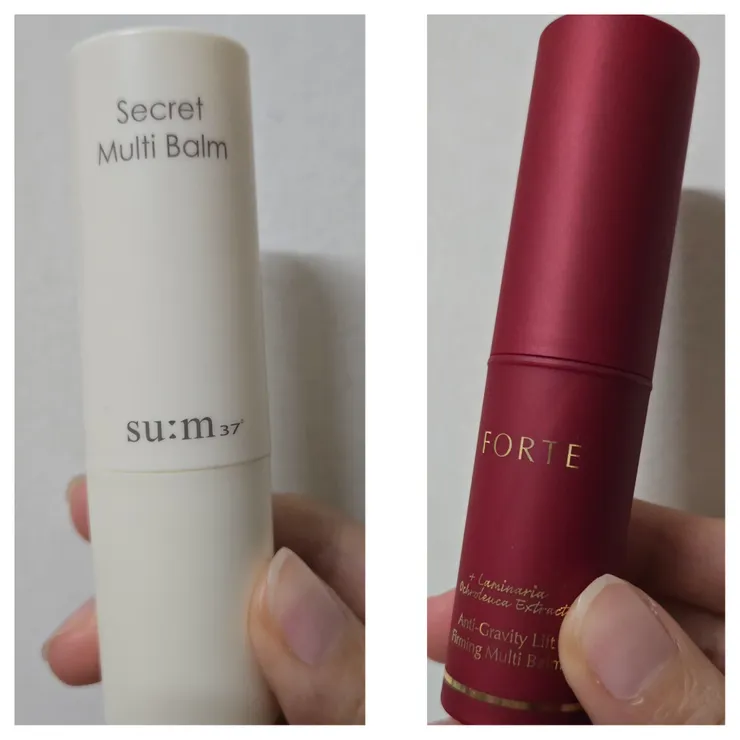 Secret
Multi Balm
su:m37°
FORTE
+ Laminaria
Ochroleuca Extract
Anti-Gravity Lift
Firming Multi Balm